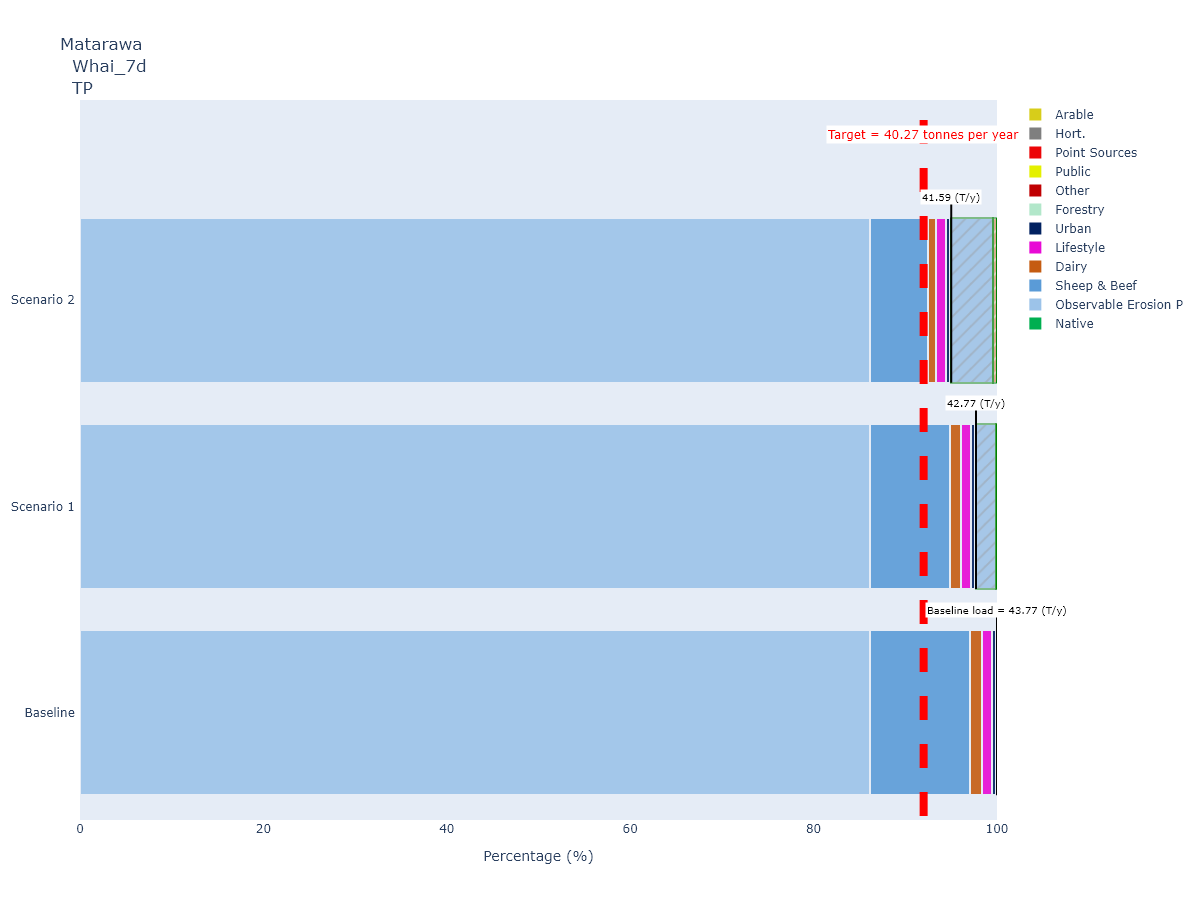 Matarawa
Whai_7d
TP
Target = 40.27 tonnes per year
Arable
Hort.
Point Sources
Public
Other
Forestry
Urban
Lifestyle
Dairy
Sheep & Beef
Observable Erosion P
Native
41.59 (T/y)
Scenario 2
42.77 (T/y)
Scenario 1
Baseline load = 43.77 (T/y)
Baseline
0 20 40 60 80 100
Percentage (%)